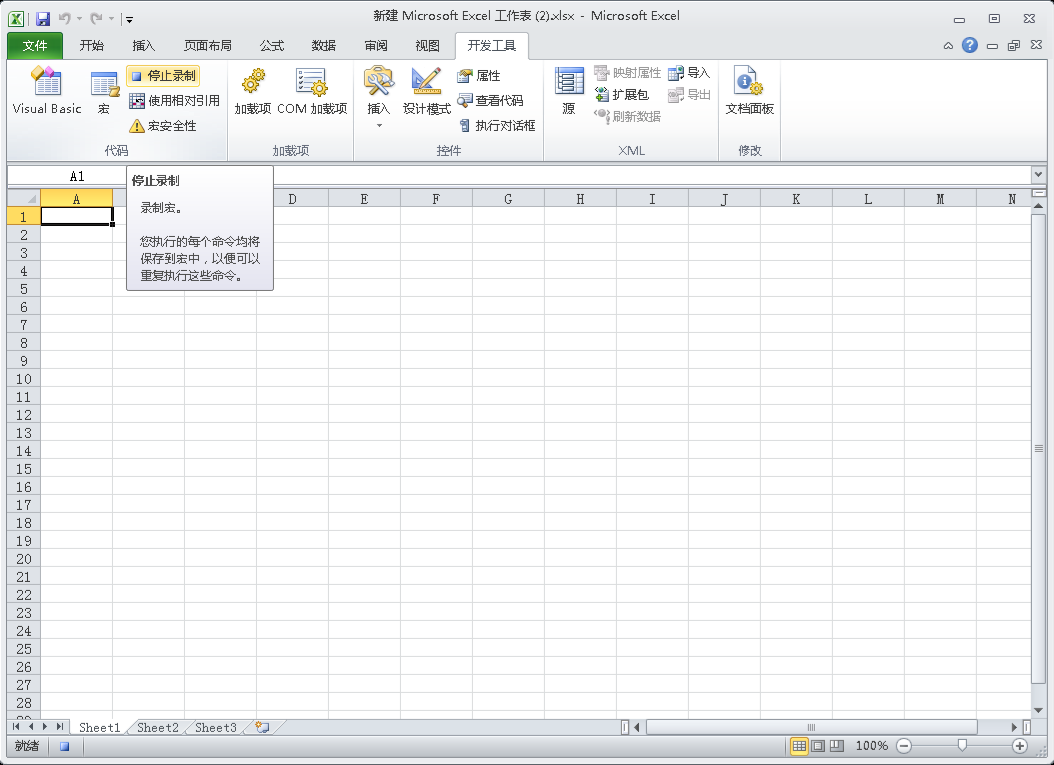 新建 Microsoft Excel 工作表 (2).xlsx - Microsoft Excel
文件 开始 插入 页面布局 公式 数据 审阅 视图 开发工具
Visual Basic
宏
停止录制
使用相对引用
宏安全性
代码
加载项
COM 加载项
加载项
插入
设计模式
属性
查看代码
执行对话框
控件
源
映射属性
扩展包
刷新数据
导入
导出
XML
文档面板
修改
A1
停止录制
录制宏。
您执行的每个命令均将
保存到宏中，以便可以
重复执行这些命令。
A D E F G H I J K L M N
1
2
3
4
5
6
7
8
9
10
11
12
13
14
15
16
17
18
19
20
21
22
23
24
25
26
27
28
Sheet1 Sheet2 Sheet3
就绪
100%